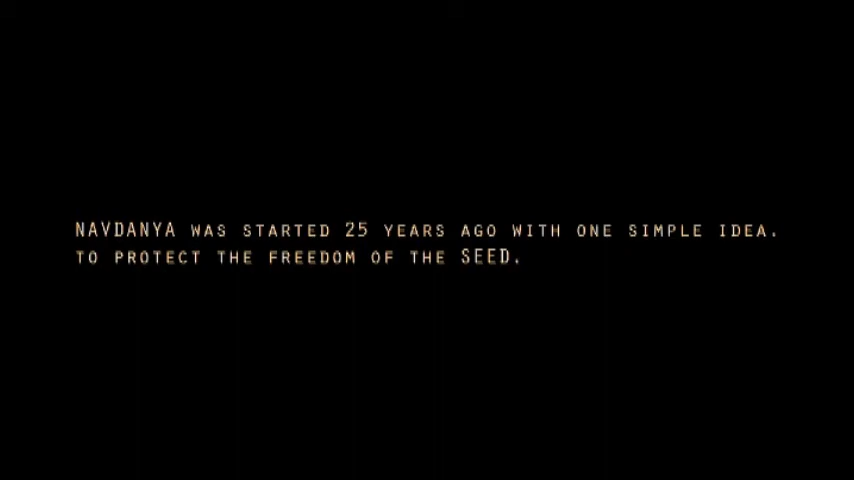 NAVDANYA WAS STARTED 25 YEARS AGO WITH ONE SIMPLE IDEA.
TO PROTECT THE FREEDOM OF THE SEED.